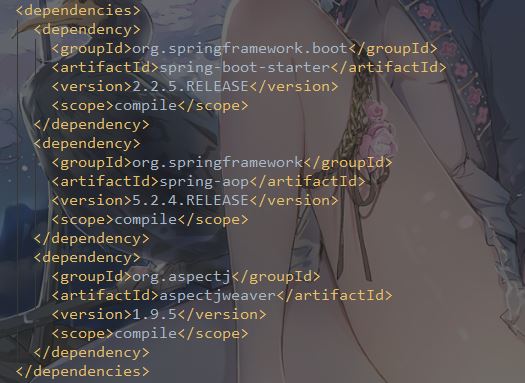 <dependencies>
<dependency>
<groupId>org.springframework.boot</groupId>
<artifactId>spring-boot-starter</artifactId>
<version>2.2.5.RELEASE</version>
<scope>compile</scope>
</dependency>
<dependency>
<groupId>org.springframework</groupId>
<artifactId>spring-aop</artifactId>
<version>5.2.4.RELEASE</version>
<scope>compile</scope>
</dependency>
<dependency>
<groupId>org.aspectj</groupId>
<artifactId>aspectjweaver</artifactId>
<version>1.9.5</version>
<scope>compile</scope>
</dependency>
</dependencies>